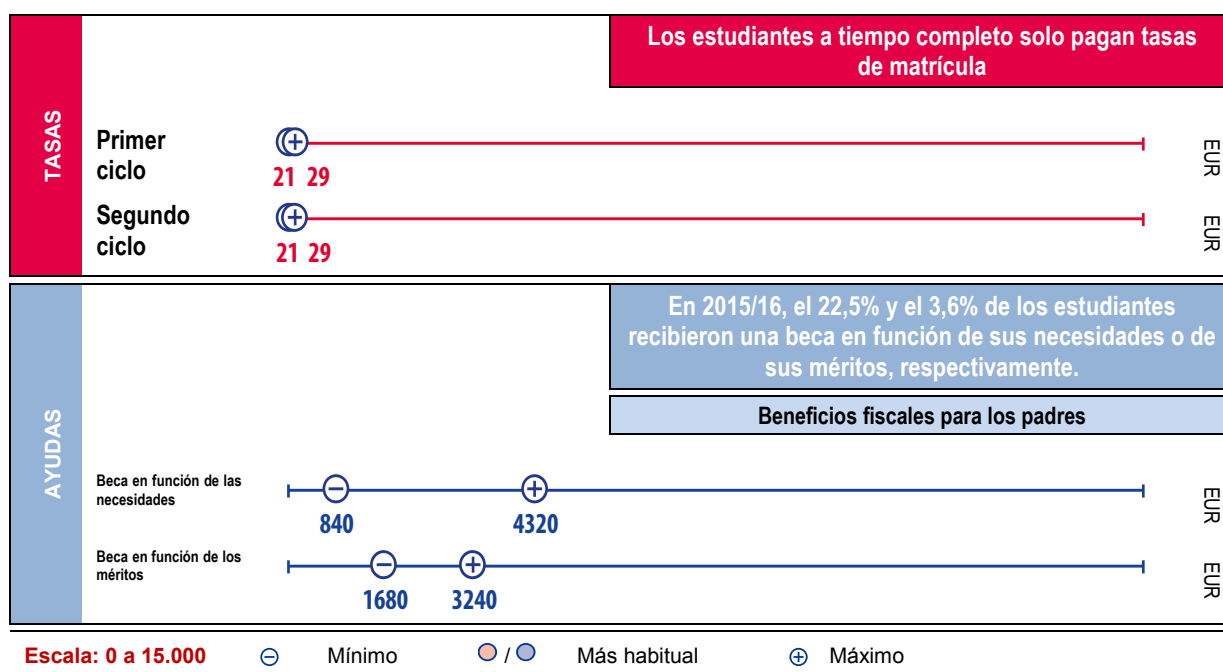 Los estudiantes a tiempo completo solo pagan tasas
de matrícula
TASAS
Primer
ciclo
21 29
EUR
Segundo
ciclo
21 29
EUR
En 2015/16, el 22,5% y el 3,6% de los estudiantes
recibieron una beca en función de sus necesidades o de
sus méritos, respectivamente.
Beneficios fiscales para los padres
AYUDAS
Beca en función de las
necesidades
840 4320
EUR
Beca en función de los
méritos
1680 3240
EUR
Escala: 0 a 15.000 Mínimo / Más habitual Máximo